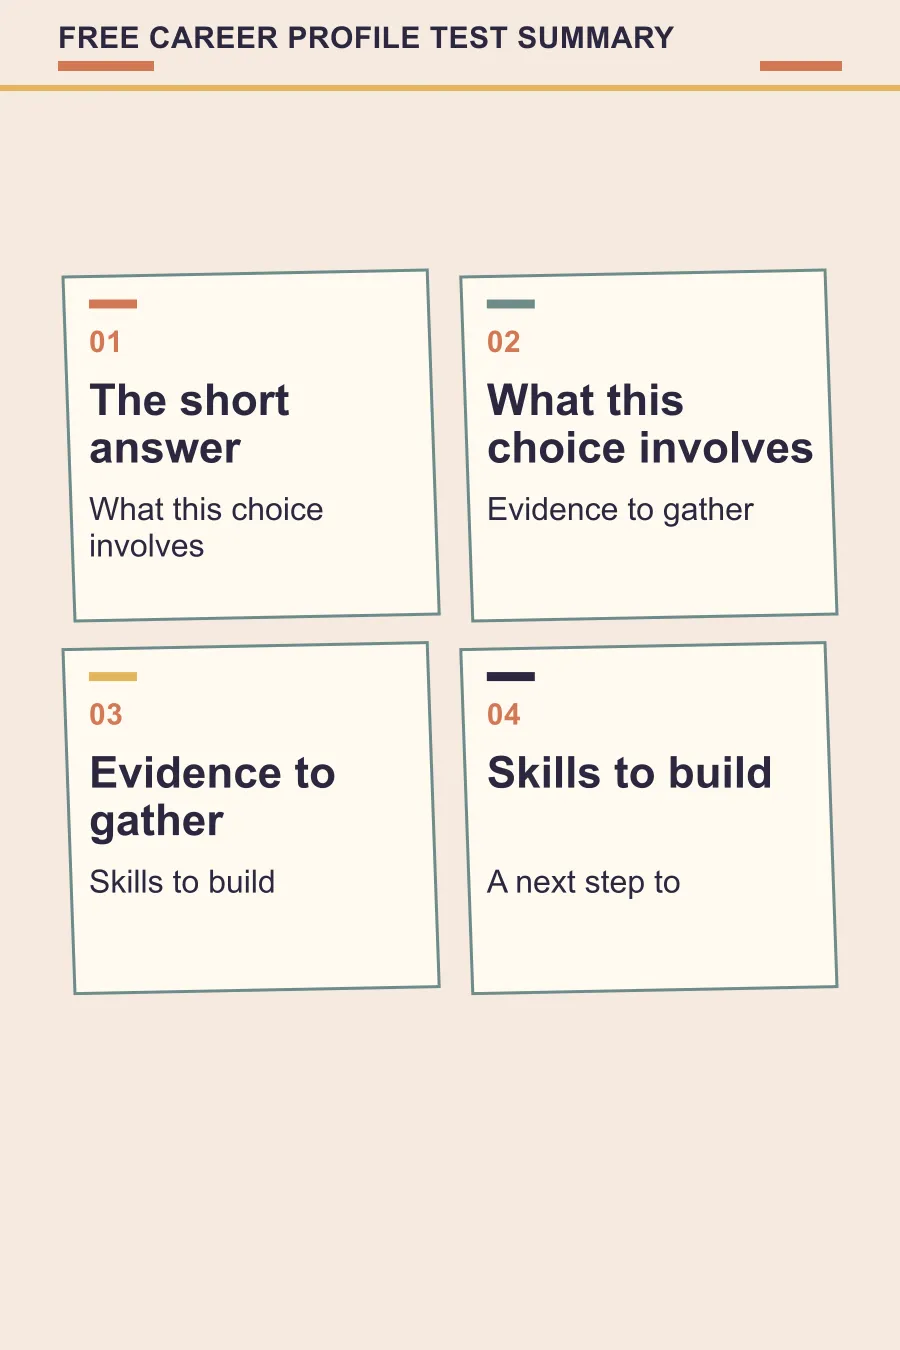 FREE CAREER PROFILE TEST SUMMARY
01
The short
answer
What this choice
involves
02
What this
choice involves
Evidence to gather
03
Evidence to
gather
Skills to build
04
Skills to build
A next step to